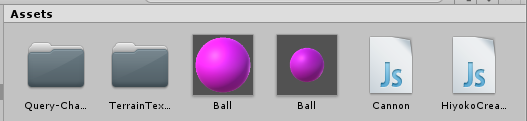 Assets
Query-Cha...
TerrainTex...
Ball
Ball
Js
Cannon
Js
HiyokoCrea...